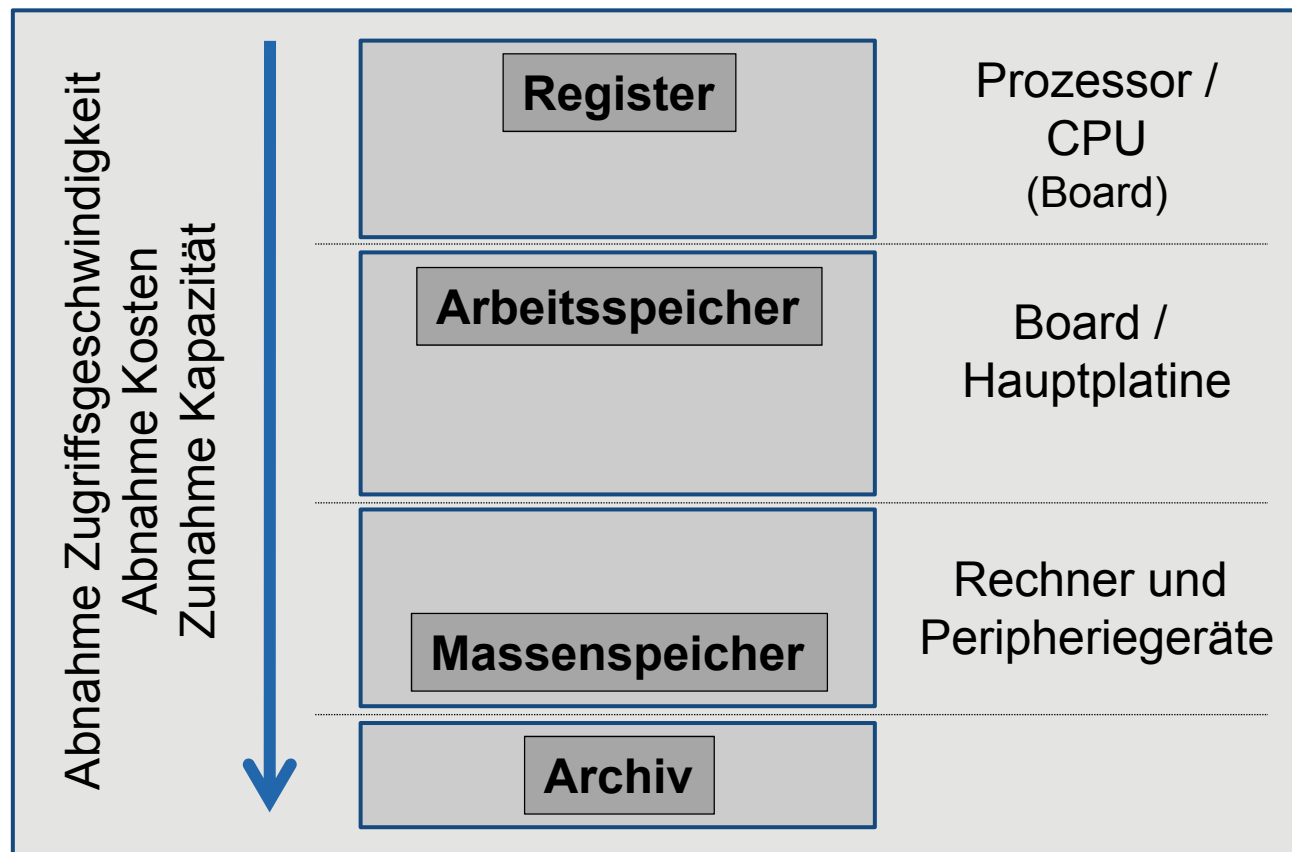 Abnahme Zugriffsgeschwindigkeit
Abnahme Kosten
Zunahme Kapazität
Register
Prozessor /
CPU
(Board)
Arbeitsspeicher
Board /
Hauptplatine
Massenspeicher
Rechner und
Peripheriegeräte
Archiv